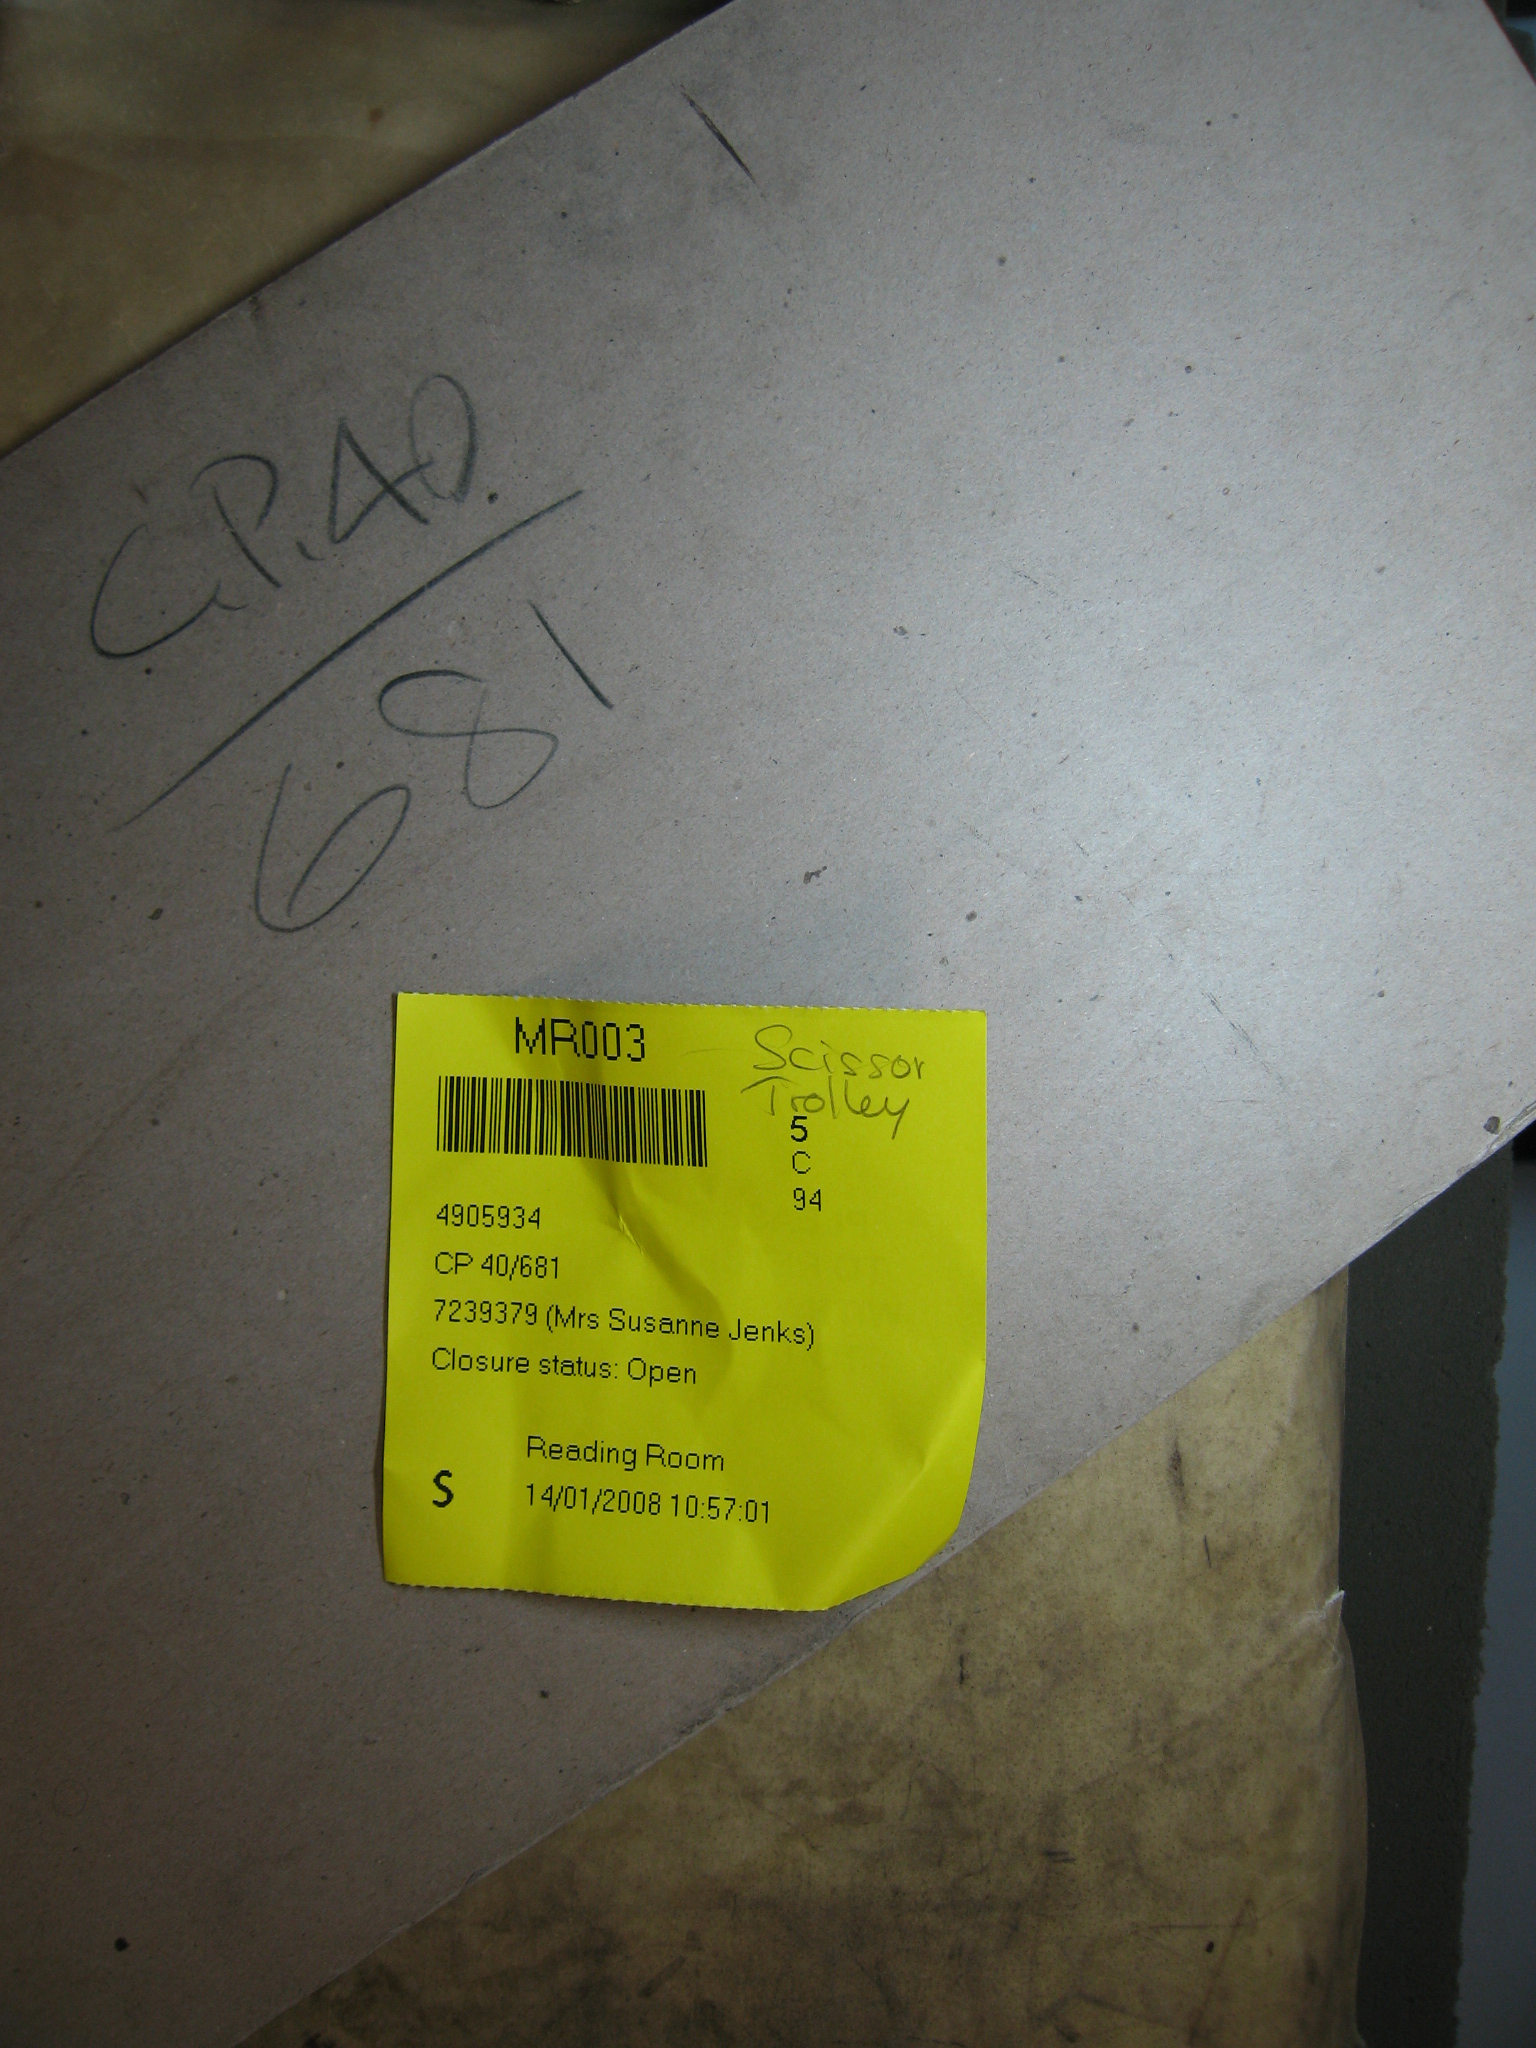 C.P.40.
681
MR003
Scissor
Trolley
5
C
94
4905934
CP 40/681
7239379 (Mrs Susanne Jenks)
Closure status: Open
Reading Room
S 14/01/2008 10:57:01